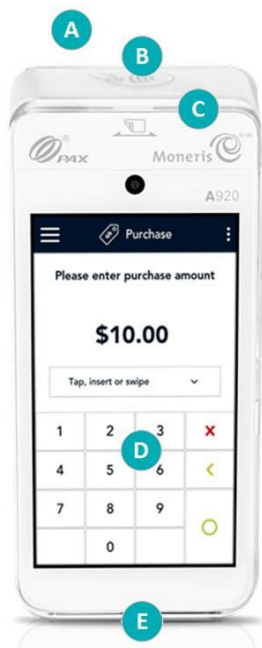 A
B
C
PAX
Moneris
A920
Purchase
Please enter purchase amount
$10.00
Tap, insert or swipe
1 2 3 X
4 5 D 6 <
7 8 9
0
E